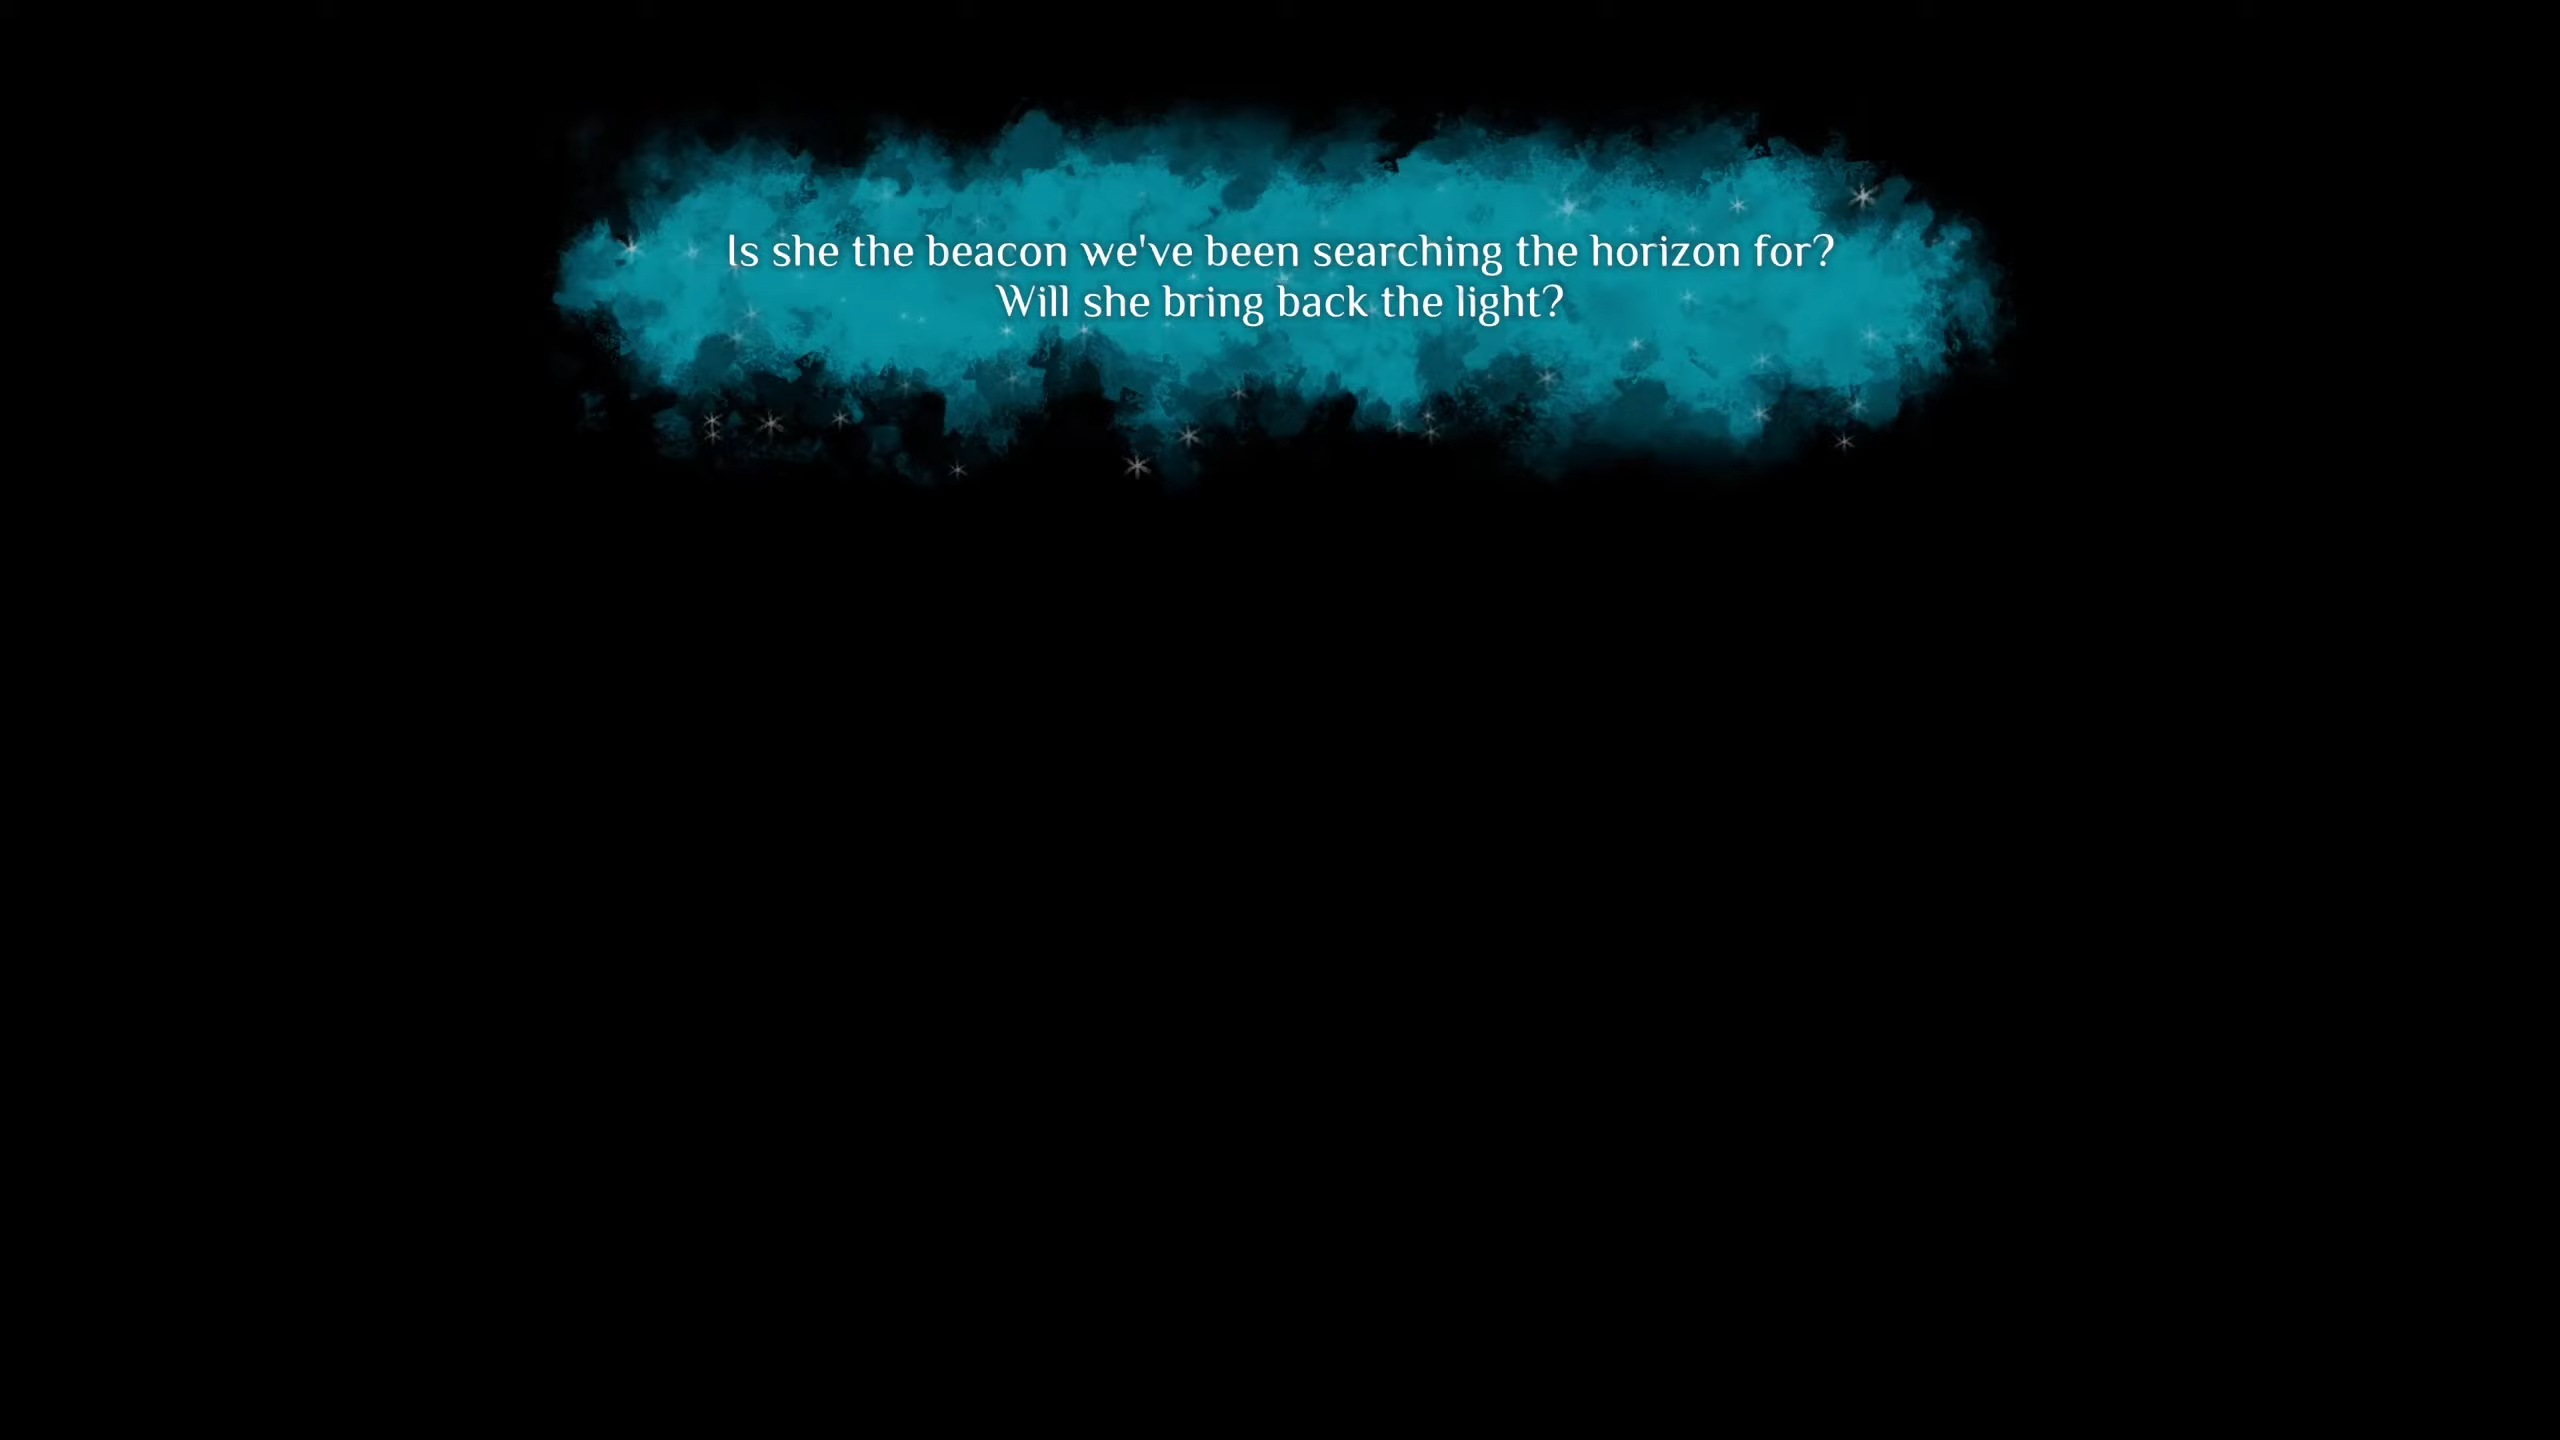 Is she the beacon we've been searching the horizon for?
Will she bring back the light?